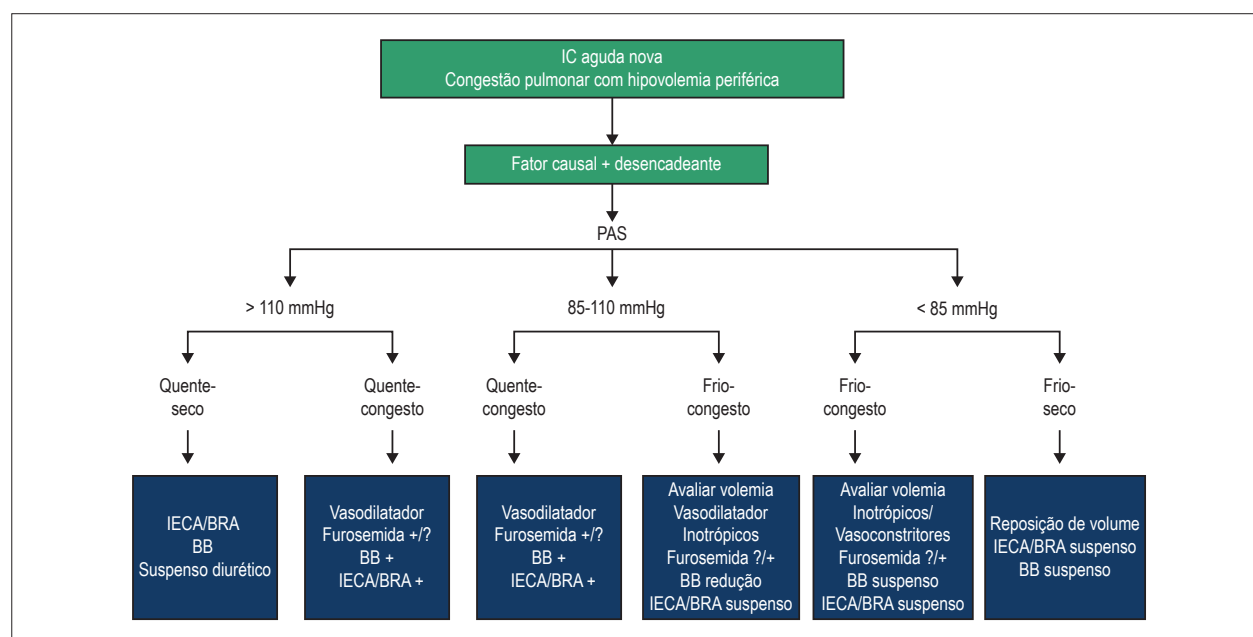 IC aguda nova
Congestão pulmonar com hipovolemia periférica
Fator causal + desencadeante
PAS
> 110 mmHg
85-110 mmHg
< 85 mmHg
Quente-
seco
Quente-
congesto
Quente-
congesto
Frio-
congesto
Frio-
congesto
Frio-
seco
IECA/BRA
BB
Suspenso diurético
Vasodilatador
Furosemida +/?
BB +
IECA/BRA +
Vasodilatador
Furosemida +/?
BB +
IECA/BRA +
Avaliar volemia
Vasodilatador
Inotrópicos
Furosemida ?/+
BB redução
IECA/BRA suspenso
Avaliar volemia
Inotrópicos/
Vasoconstritores
Furosemida ?/+
BB suspenso
IECA/BRA suspenso
Reposição de volume
IECA/BRA suspenso
BB suspenso